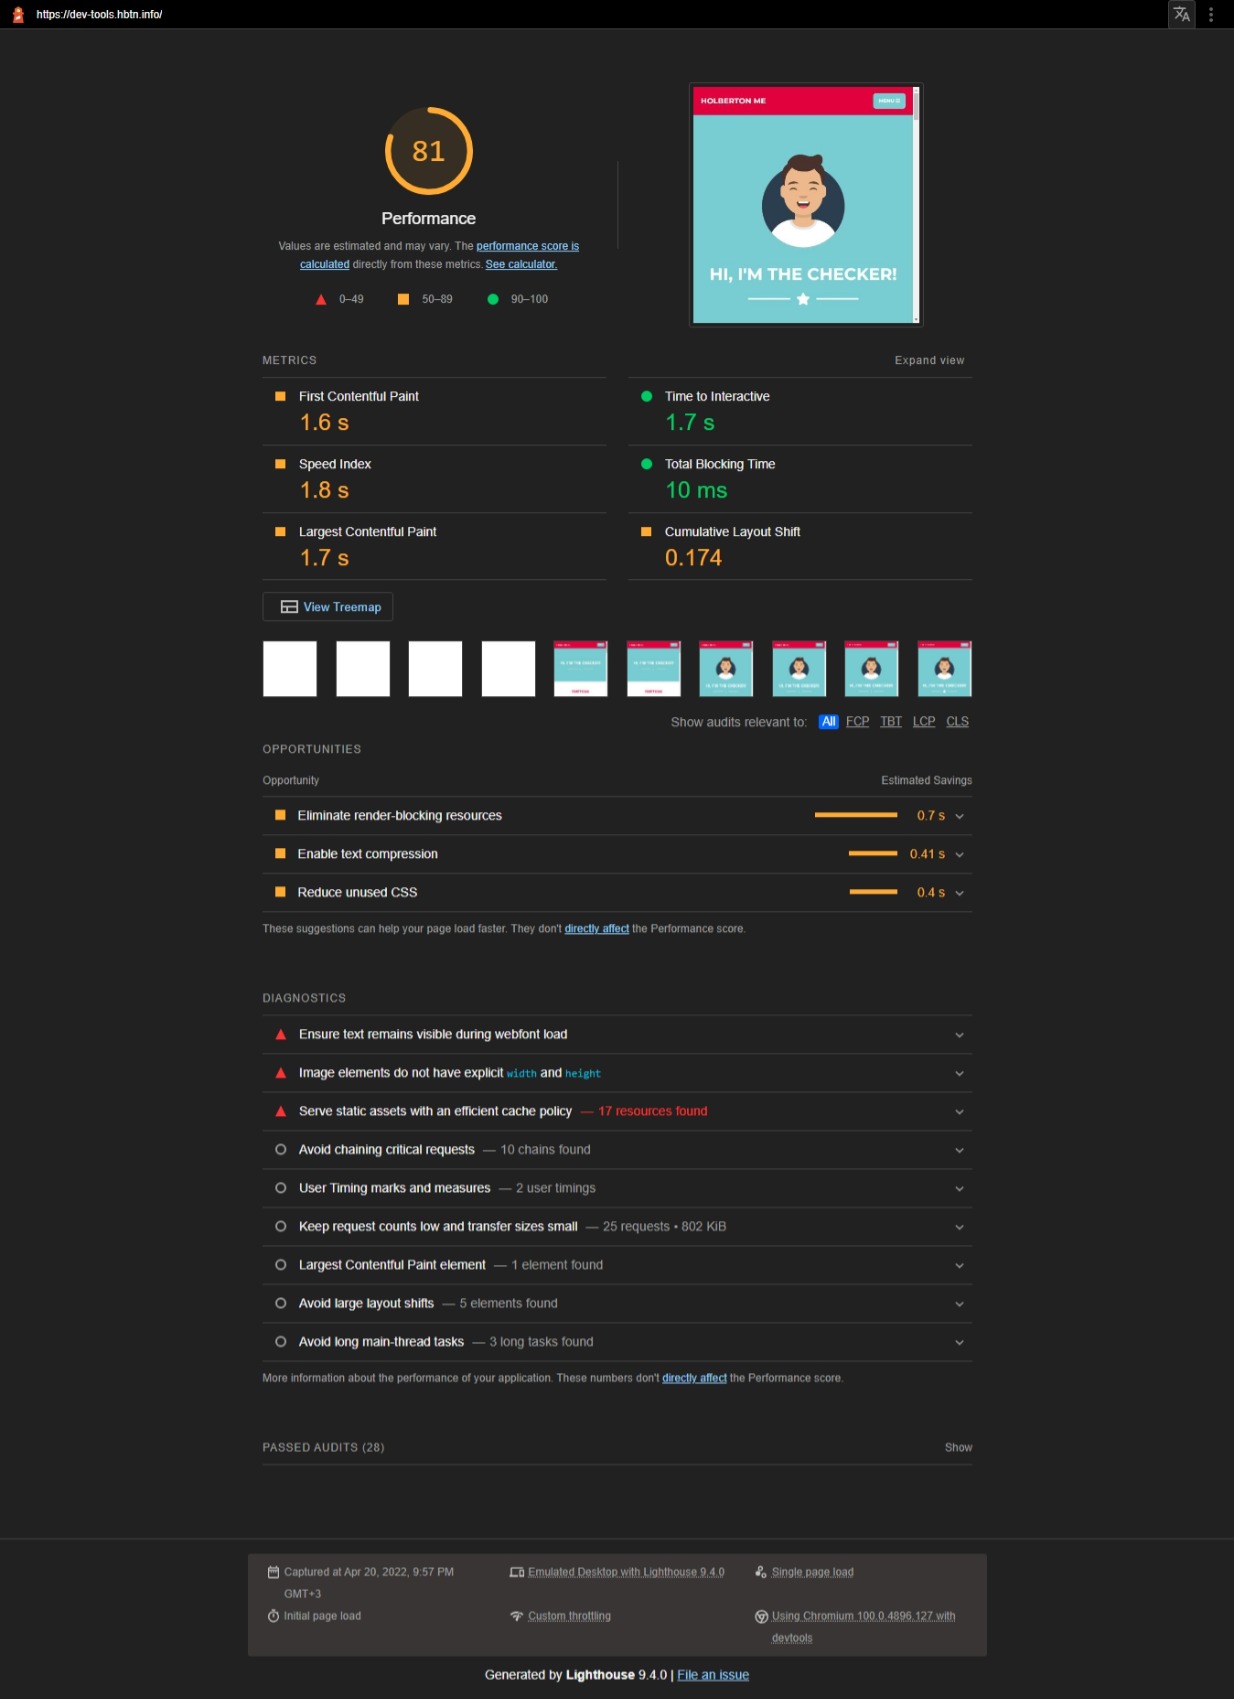 https://dev-tools.hbtn.info/
81
Performance
Values are estimated and may vary. The performance score is
calculated directly from these metrics. See calculator.
0–49
50–89
90–100
HOLBERTON ME
MENU
HI, I'M THE CHECKER!
METRICS
Expand view
First Contentful Paint
1.6 s
Time to Interactive
1.7 s
Speed Index
1.8 s
Total Blocking Time
10 ms
Largest Contentful Paint
1.7 s
Cumulative Layout Shift
0.174
View Treemap
Show audits relevant to: All FCP TBT LCP CLS
OPPORTUNITIES
Opportunity
Estimated Savings
Eliminate render-blocking resources 0.7 s
Enable text compression 0.41 s
Reduce unused CSS 0.4 s
These suggestions can help your page load faster. They don't directly affect the Performance score.
DIAGNOSTICS
Ensure text remains visible during webfont load
Image elements do not have explicit width and height
Serve static assets with an efficient cache policy — 17 resources found
Avoid chaining critical requests — 10 chains found
User Timing marks and measures — 2 user timings
Keep request counts low and transfer sizes small — 25 requests • 802 KiB
Largest Contentful Paint element — 1 element found
Avoid large layout shifts — 5 elements found
Avoid long main-thread tasks — 3 long tasks found
More information about the performance of your application. These numbers don't directly affect the Performance score.
PASSED AUDITS (28)
Show
Captured at Apr 20, 2022, 9:57 PM
GMT+3
Emulated Desktop with Lighthouse 9.4.0
Single page load
Initial page load
Custom throttling
Using Chromium 100.0.4896.127 with
devtools
Generated by Lighthouse 9.4.0 | File an issue